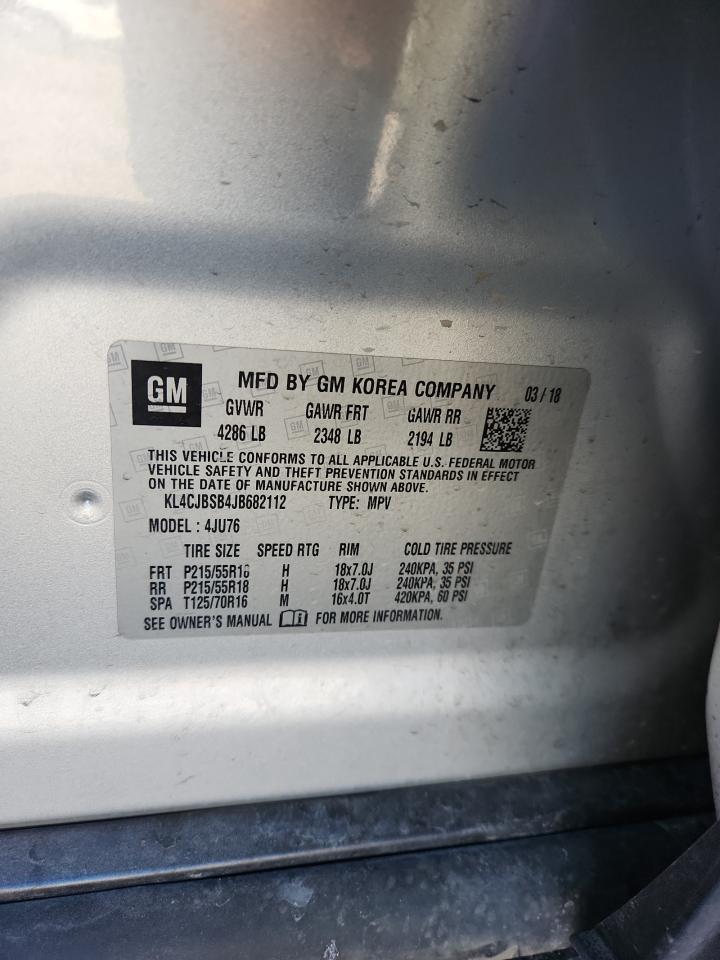 GM MFD BY GM KOREA COMPANY 03 / 18
GVWR GAWR FRT GAWR RR
4286 LB 2348 LB 2194 LB
THIS VEHICLE CONFORMS TO ALL APPLICABLE U.S. FEDERAL MOTOR
VEHICLE SAFETY AND THEFT PREVENTION STANDARDS IN EFFECT
ON THE DATE OF MANUFACTURE SHOWN ABOVE.
KL4CJBSB4JB682112 TYPE: MPV
MODEL : 4JU76
TIRE SIZE SPEED RTG RIM COLD TIRE PRESSURE
FRT P215/55R18 H 18x7.0J 240KPA, 35 PSI
RR P215/55R18 H 18x7.0J 240KPA, 35 PSI
SPA T125/70R16 M 16x4.0T 420KPA, 60 PSI
SEE OWNER'S MANUAL FOR MORE INFORMATION.